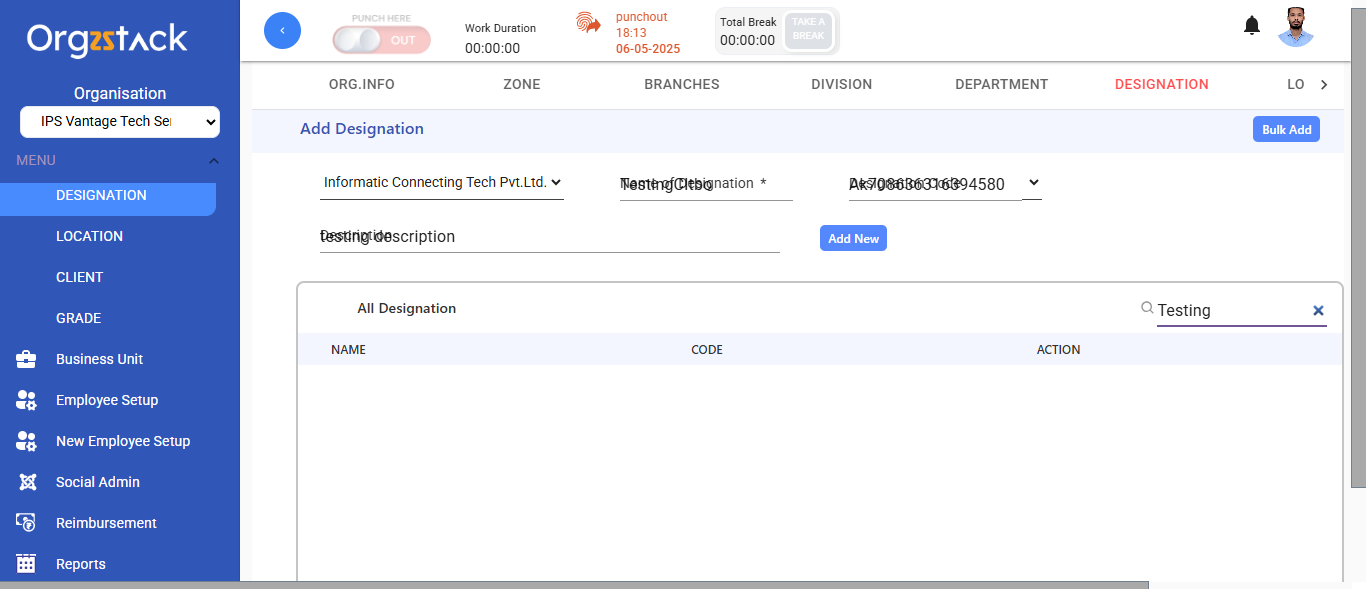 Orgzstack
Organisation
IPS Vantage Tech Ser
MENU
DESIGNATION
LOCATION
CLIENT
GRADE
Business Unit
Employee Setup
New Employee Setup
Social Admin
Reimbursement
Reports
PUNCH HERE
OUT
Work Duration
00:00:00
punchout
18:13
06-05-2025
Total Break
00:00:00
TAKE A
BREAK
ORG.INFO ZONE BRANCHES DIVISION DEPARTMENT DESIGNATION LO
Add Designation
Bulk Add
Informatic Connecting Tech Pvt.Ltd.
Name of Designation *
Designation Code
Description
testing description
Add New
All Designation
Testing
NAME CODE ACTION